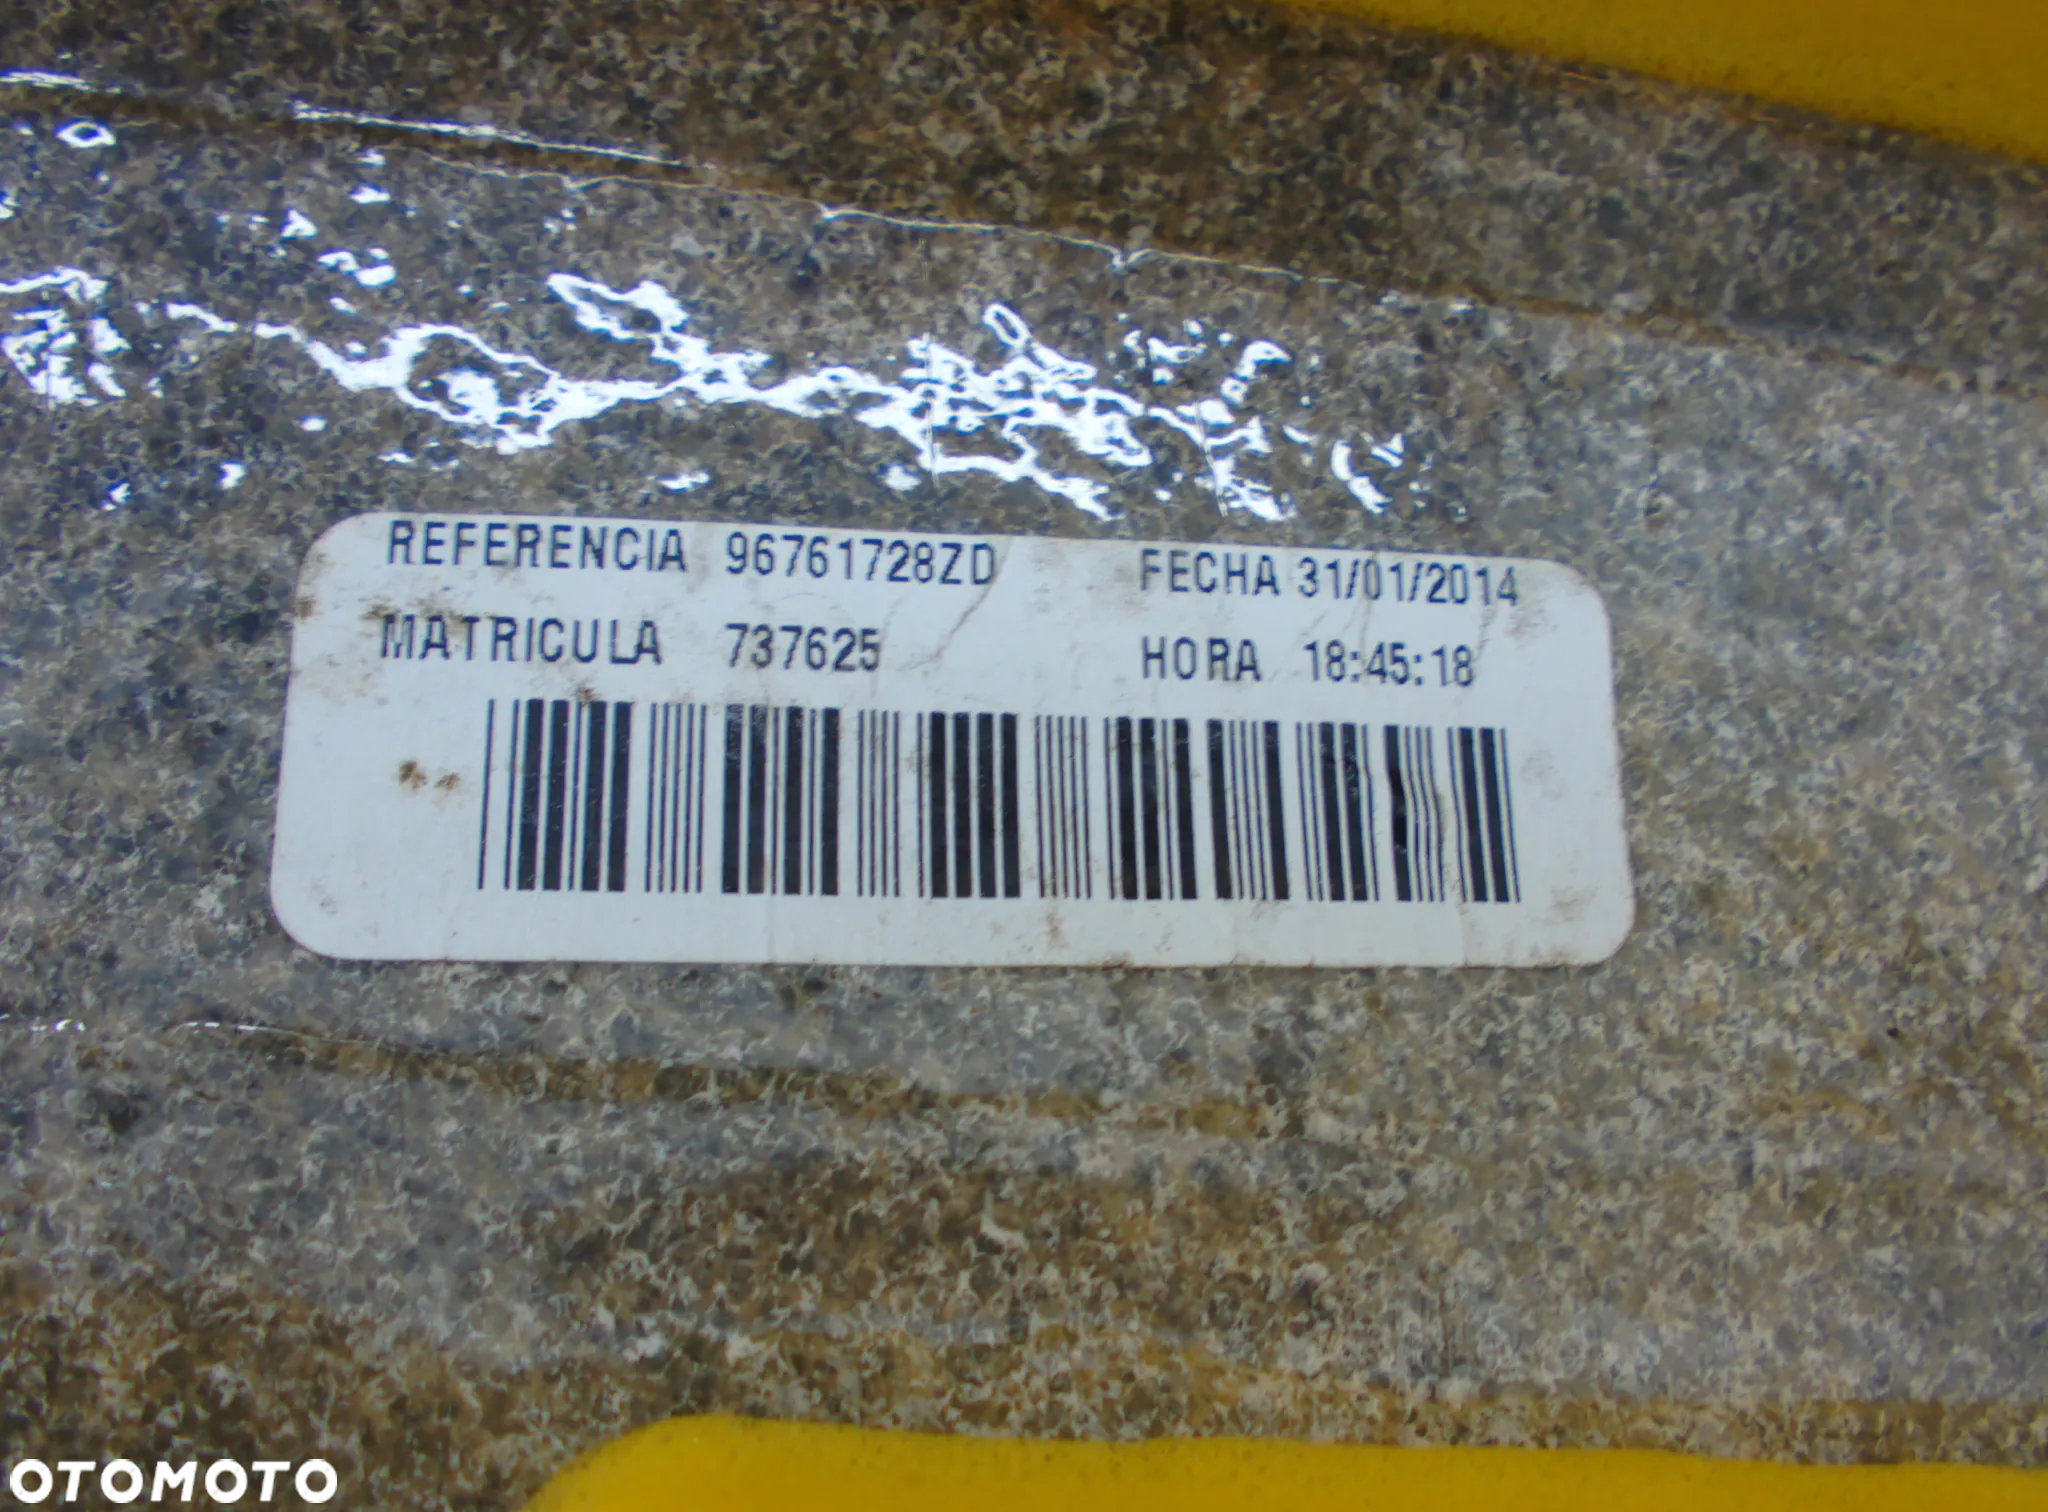 REFERENCIA 96761728ZD FECHA 31/01/2014
MATRICULA 737625 HORA 18:45:18
OTOMOTO